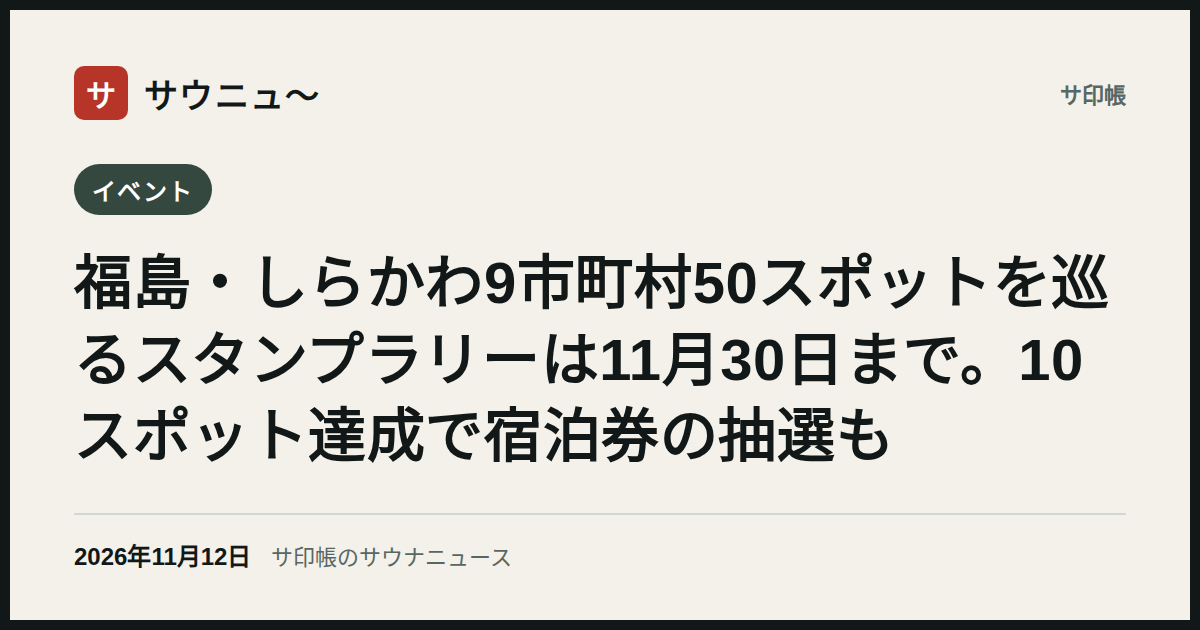 サ サウニュ〜
サ印帳
イベント
福島・しらかわ9市町村50スポットを巡
るスタンプラリーは11月30日まで。10
スポット達成で宿泊券の抽選も
2026年11月12日 サ印帳のサウナニュース